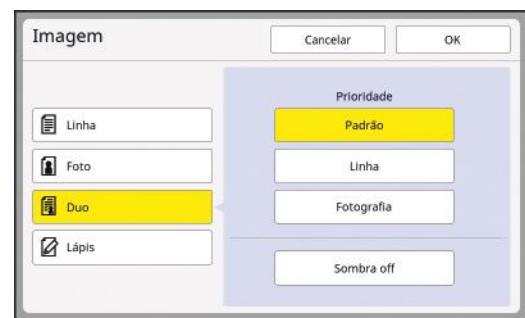 Imagem
Cancelar
OK
Linha
Foto
Duo
Lápis
Prioridade
Padrão
Linha
Fotografia
Sombra off